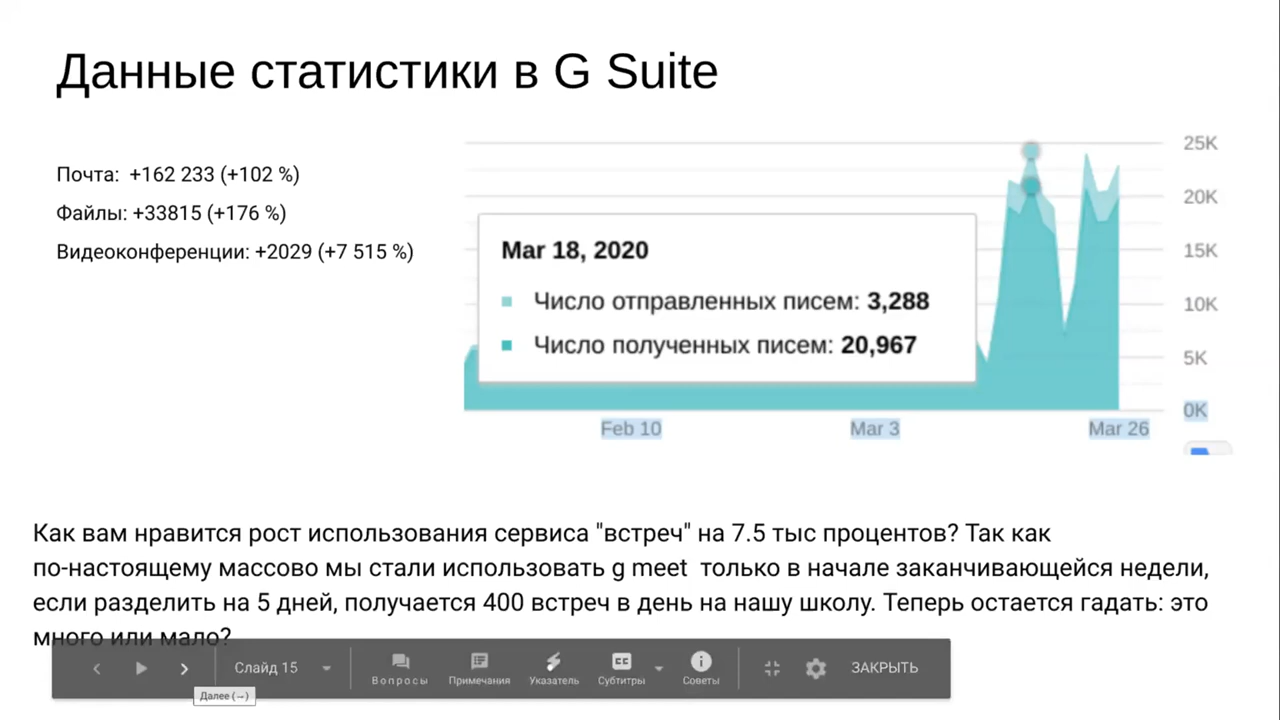 Данные статистики в G Suite
Почта: +162 233 (+102 %)
Файлы: +33815 (+176 %)
Видеоконференции: +2029 (+7 515 %)
25K
20K
15K
10K
5K
0K
Mar 18, 2020
Число отправленных писем: 3,288
Число полученных писем: 20,967
Feb 10
Mar 3
Mar 26
Как вам нравится рост использования сервиса "встреч" на 7.5 тыс процентов? Так как
по-настоящему массово мы стали использовать g meet только в начале заканчивающейся недели,
если разделить на 5 дней, получается 400 встреч в день на нашу школу. Теперь остается гадать: это
много или мало?
Слайд 15
Вопросы
Примечания
Указатель
CC
Субтитры
Советы
ЗАКРЫТЬ
Далее (→)